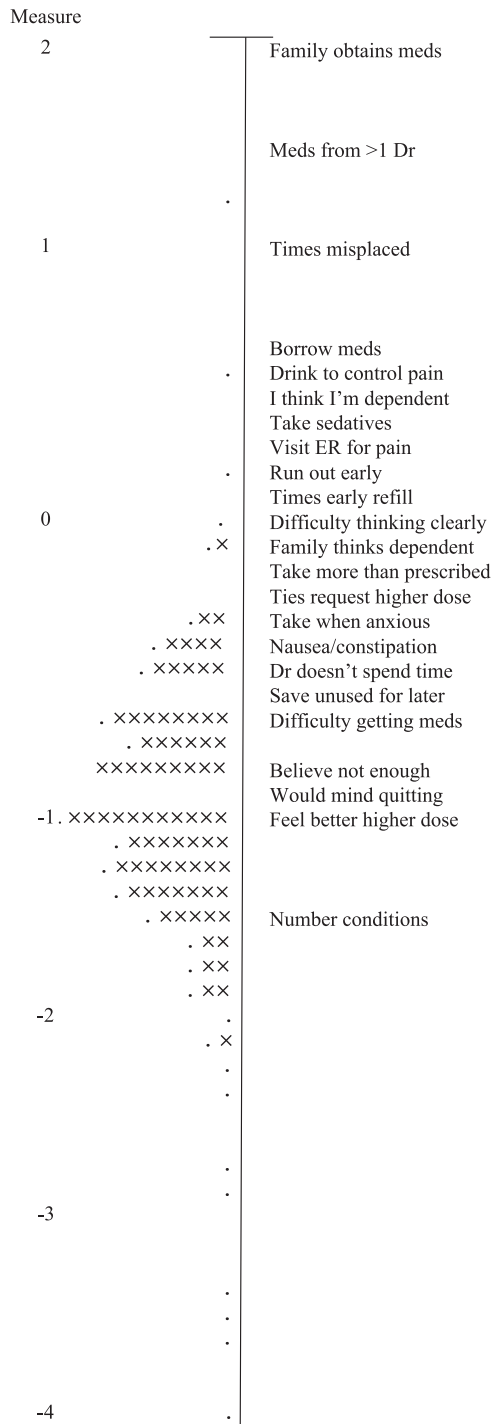 Measure
2 Family obtains meds
Meds from >1 Dr
.
1 Times misplaced
Borrow meds
. Drink to control pain
I think I'm dependent
Take sedatives
Visit ER for pain
. Run out early
Times early refill
0 . Difficulty thinking clearly
. × Family thinks dependent
Take more than prescribed
Ties request higher dose
. ×× Take when anxious
. ×××× Nausea/constipation
. ××××× Dr doesn't spend time
Save unused for later
. ×××××××× Difficulty getting meds
. ××××××
. ××××××××× Believe not enough
Would mind quitting
-1 . ××××××××××× Feel better higher dose
. ×××××××
. ××××××××
. ×××××××
. ××××× Number conditions
. ××
. ××
. ××
-2 .
. ×
.
.
.
.
-3
.
.
.
-4 .